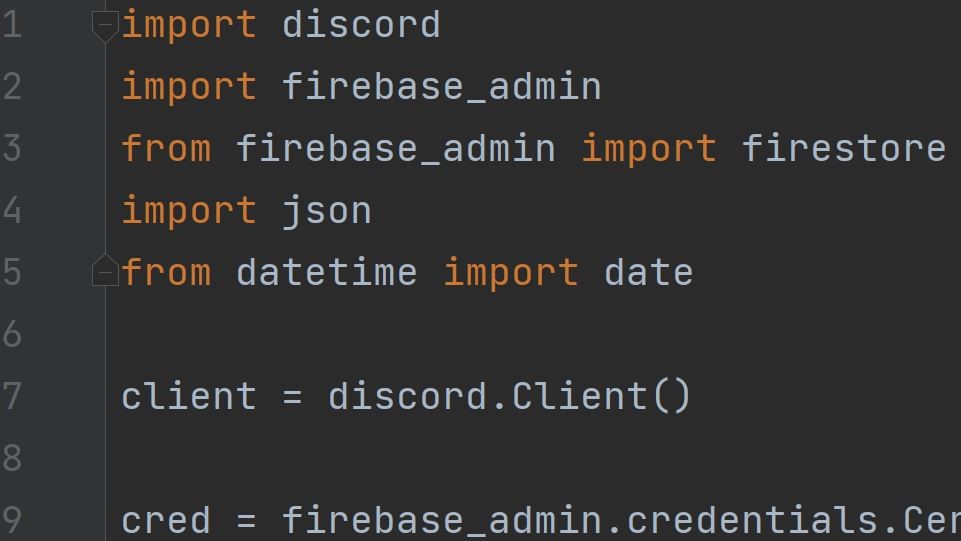 1 import discord
2 import firebase_admin
3 from firebase_admin import firestore
4 import json
5 from datetime import date
6
7 client = discord.Client()
8
9 cred = firebase_admin.credentials.Cer